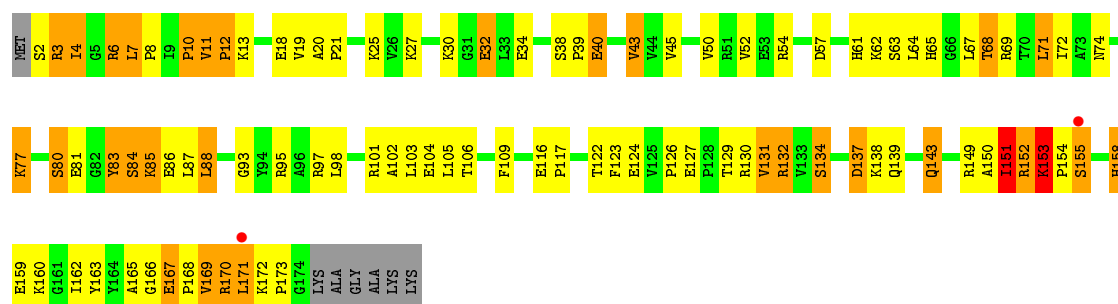 MET S2 R3 I4 G5 R6 L7 P8 I9 P10 V11 P12 K13 E18 V19 A20 P21 K25 V26 K27 K30 G31 E32 L33 E34 S38 P39 E40 V43 V44 V45 V50 R51 V52 E53 R54 D57 H61 K62 S63 L64 H65 G66 L67 T68 R69 T70 L71 I72 A73 N74
K77 S80 E81 G82 Y83 S84 K85 E86 L87 L88 G93 Y94 R95 A96 R97 L98 R101 A102 L103 E104 L105 T106 F109 E116 P117 T122 F123 E124 V125 P126 E127 P128 T129 R130 V131 R132 V133 S134 D137 K138 Q139 Q143 R149 A150 I151 R152 K153 P154 S155 H158
E159 K160 G161 I162 Y163 Y164 A165 G166 E167 P168 V169 R170 L171 K172 P173 G174 LYS ALA GLY ALA LYS LYS